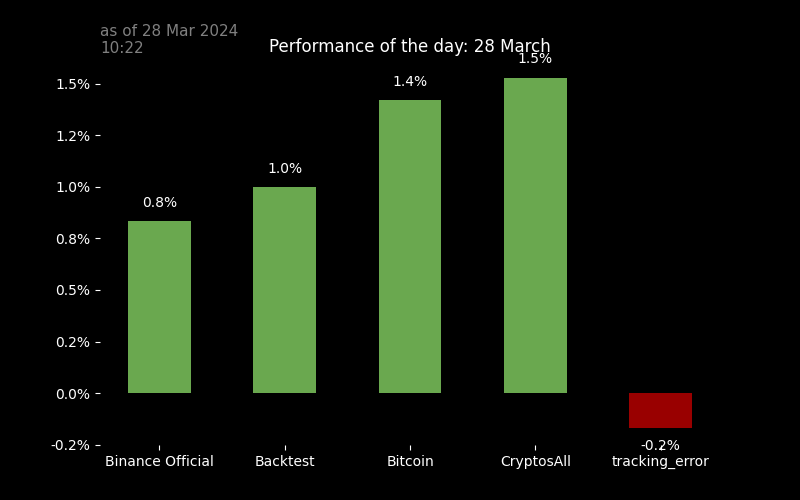 as of 28 Mar 2024
10:22
Performance of the day: 28 March
1.5%
1.2%
1.0%
0.8%
0.5%
0.2%
0.0%
-0.2%
0.8%
1.0%
1.4%
1.5%
-0.2%
Binance Official
Backtest
Bitcoin
CryptosAll
tracking_error